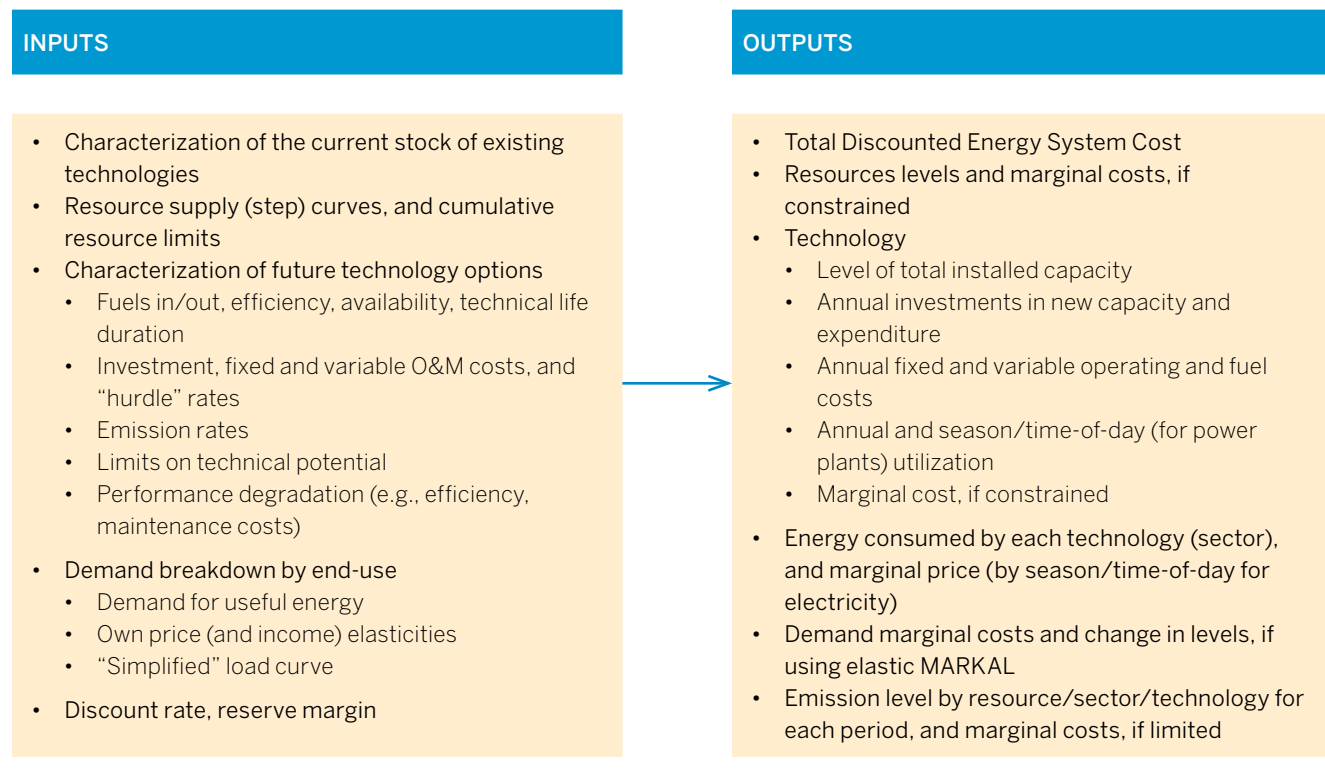 INPUTS
• Characterization of the current stock of existing
technologies
• Resource supply (step) curves, and cumulative
resource limits
• Characterization of future technology options
• Fuels in/out, efficiency, availability, technical life
duration
• Investment, fixed and variable O&M costs, and
“hurdle” rates
• Emission rates
• Limits on technical potential
• Performance degradation (e.g., efficiency,
maintenance costs)
• Demand breakdown by end-use
• Demand for useful energy
• Own price (and income) elasticities
• “Simplified” load curve
• Discount rate, reserve margin
OUTPUTS
• Total Discounted Energy System Cost
• Resources levels and marginal costs, if
constrained
• Technology
• Level of total installed capacity
• Annual investments in new capacity and
expenditure
• Annual fixed and variable operating and fuel
costs
• Annual and season/time-of-day (for power
plants) utilization
• Marginal cost, if constrained
• Energy consumed by each technology (sector),
and marginal price (by season/time-of-day for
electricity)
• Demand marginal costs and change in levels, if
using elastic MARKAL
• Emission level by resource/sector/technology for
each period, and marginal costs, if limited